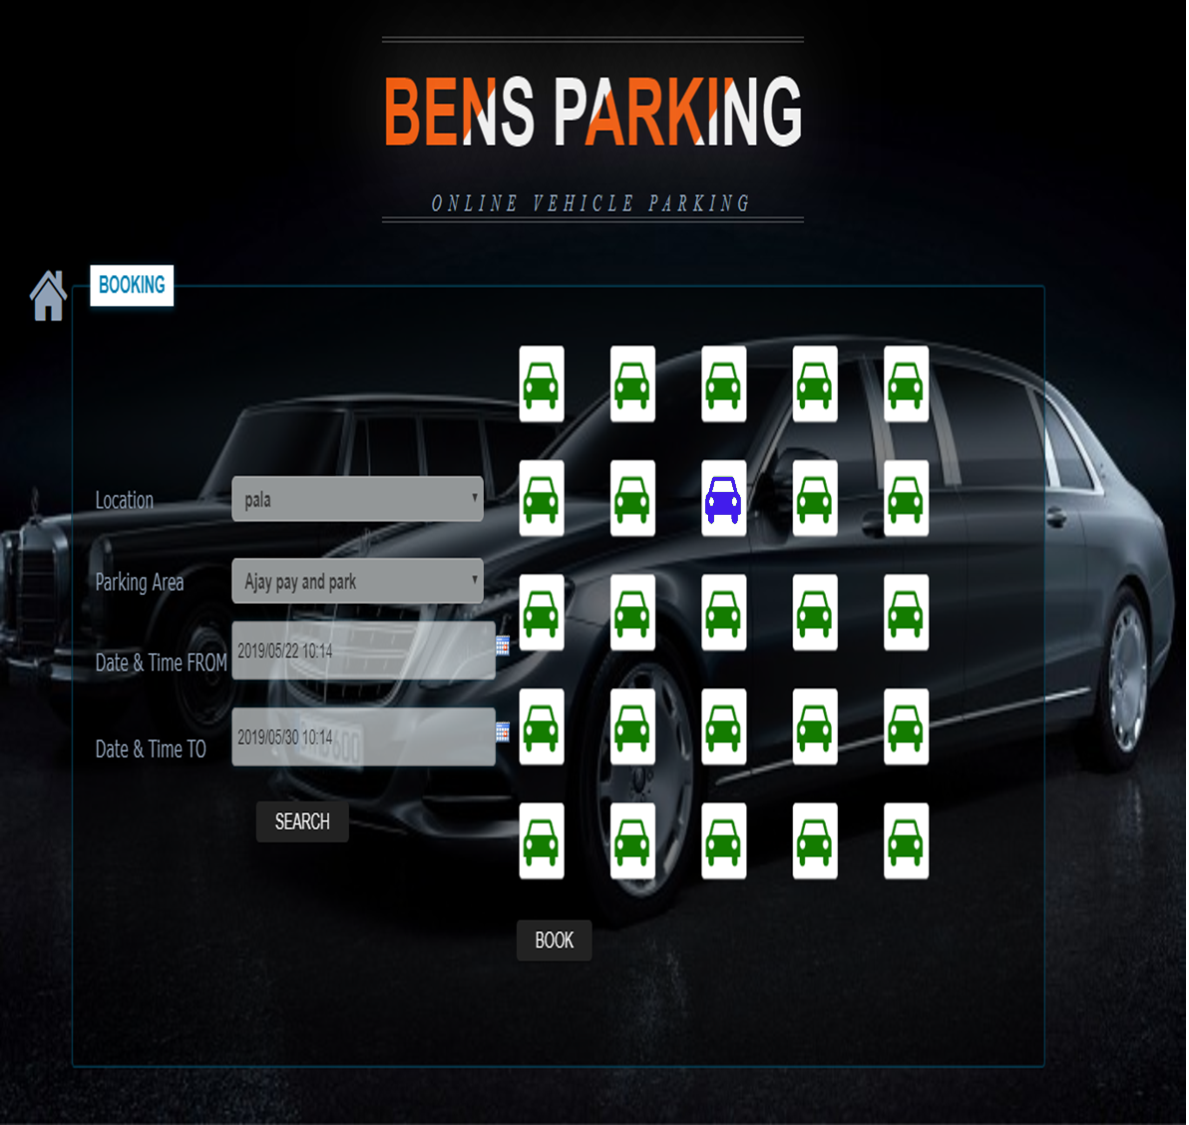 BENS PARKING
ONLINE VEHICLE PARKING
BOOKING
Location
pala
Parking Area
Ajay pay and park
Date & Time FROM
2019/05/22 10:14
Date & Time TO
2019/05/30 10:14
SEARCH
BOOK